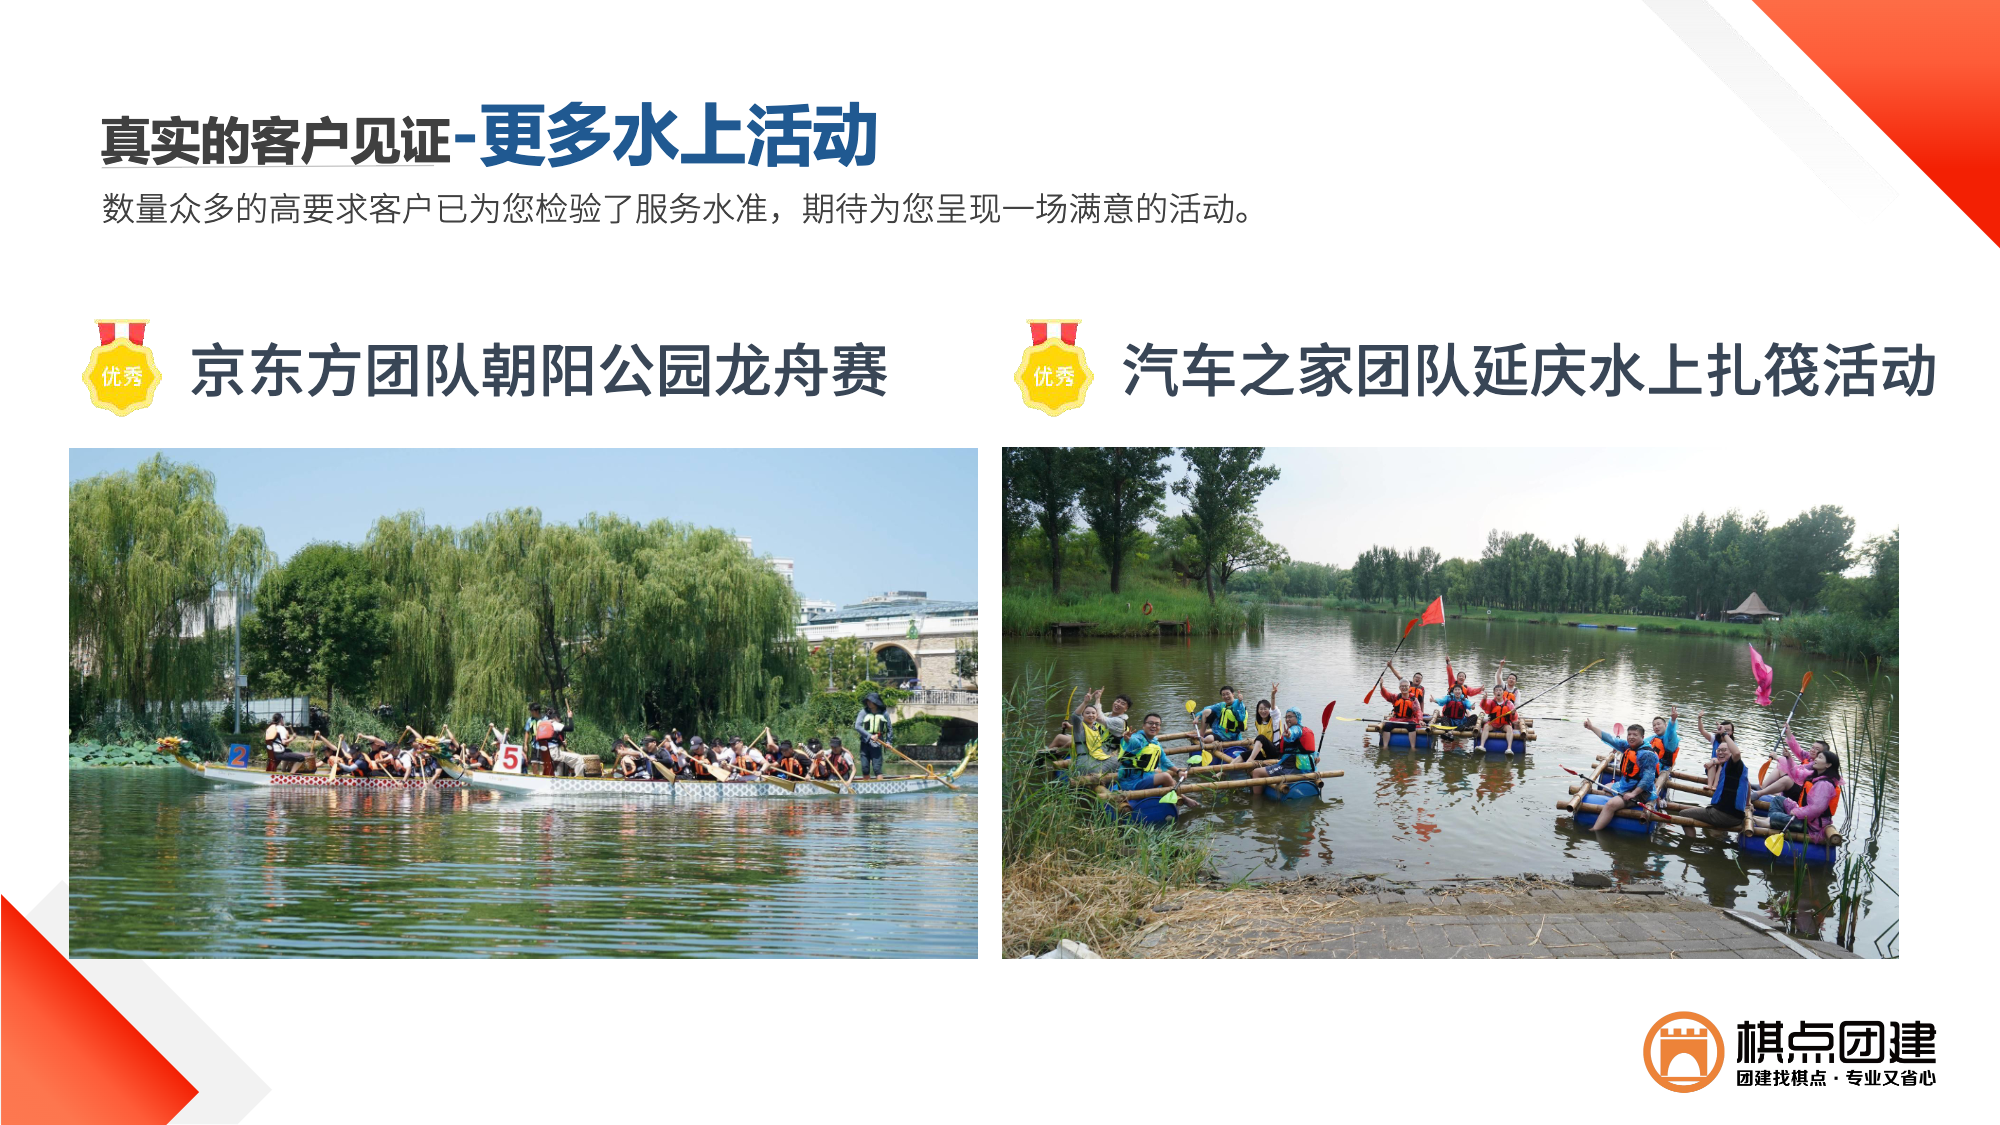 真实的客户见证-更多水上活动
数量众多的高要求客户已为您检验了服务水准，期待为您呈现一场满意的活动。
优秀
京东方团队朝阳公园龙舟赛
优秀
汽车之家团队延庆水上扎筏活动
2
5
棋点团建
团建找棋点·专业又省心